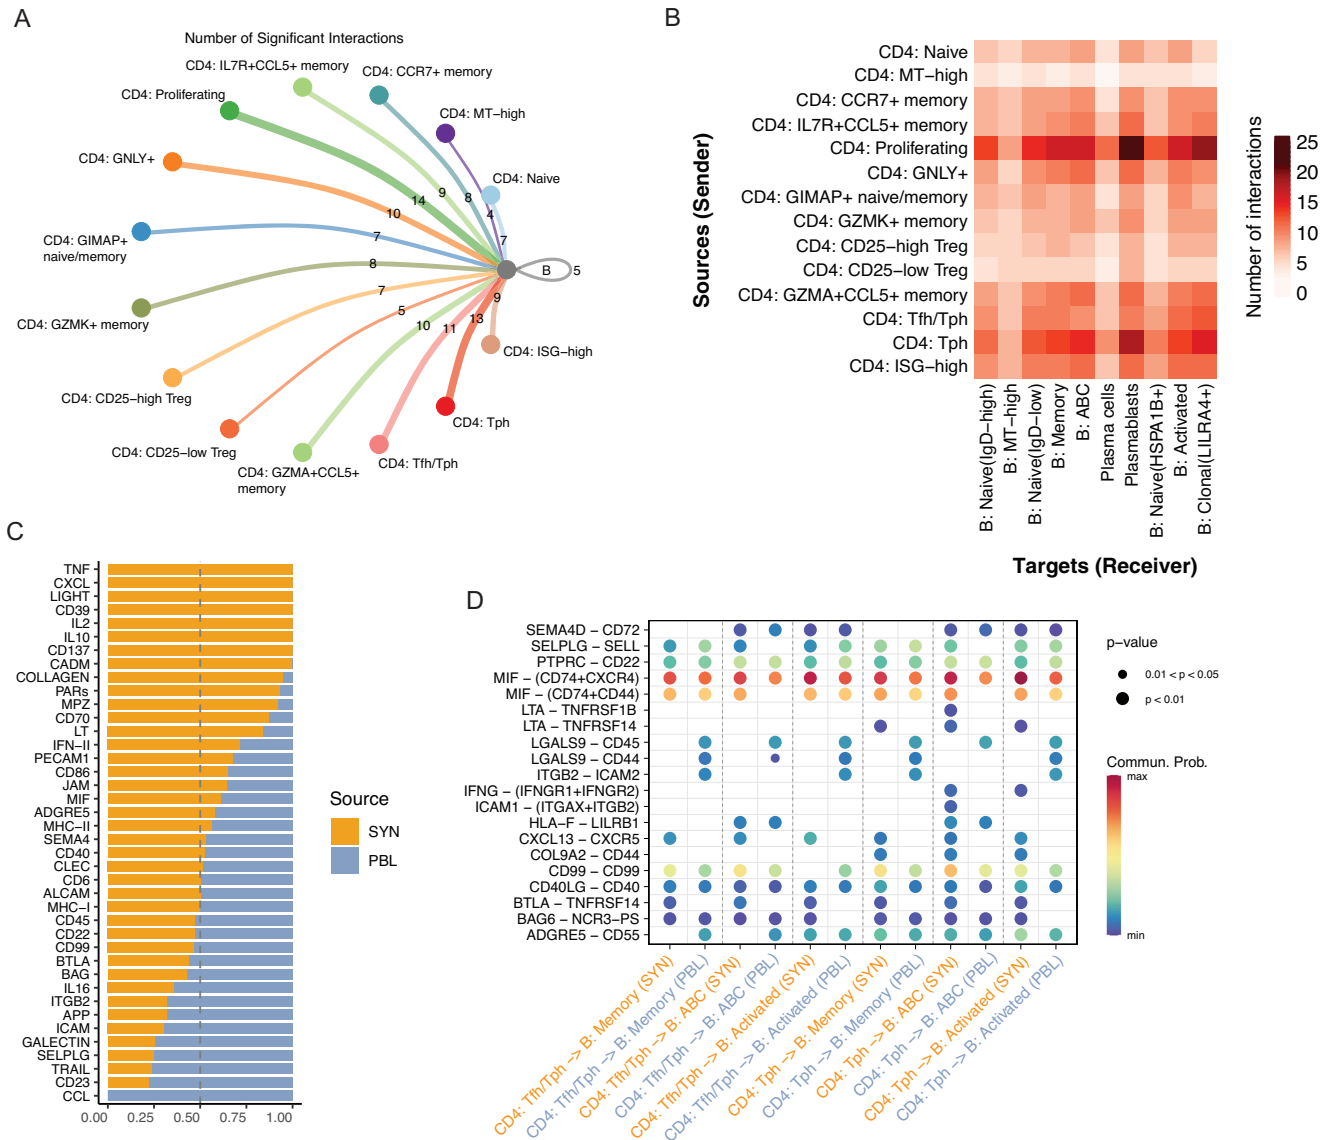 A
Number of Significant Interactions
CD4: IL7R+CCL5+ memory
CD4: CCR7+ memory
CD4: Proliferating
CD4: MT-high
CD4: GNLY+
CD4: Naive
9
8
14
4
10
7
7
CD4: GIMAP+
naive/memory
8
B
5
7
9
5
13
10
11
CD4: GZMK+ memory
CD4: ISG-high
CD4: CD25-high Treg
CD4: Tph
CD4: CD25-low Treg
CD4: Tfh/Tph
CD4: GZMA+CCL5+
memory
B
Sources (Sender)
CD4: Naive
CD4: MT-high
CD4: CCR7+ memory
CD4: IL7R+CCL5+ memory
CD4: Proliferating
CD4: GNLY+
CD4: GIMAP+ naive/memory
CD4: GZMK+ memory
CD4: CD25-high Treg
CD4: CD25-low Treg
CD4: GZMA+CCL5+ memory
CD4: Tfh/Tph
CD4: Tph
CD4: ISG-high
B: Naive(IgD-high)
B: MT-high
B: Naive(IgD-low)
B: Memory
B: ABC
Plasma cells
Plasmablasts
B: Naive(HSPA1B+)
B: Activated
B: Clonal(LILRA4+)
Targets (Receiver)
Number of interactions
25
20
15
10
5
0
C
TNF
CXCL
LIGHT
CD39
IL2
IL10
CD137
CADM
COLLAGEN
PARs
MPZ
CD70
LT
IFN-II
PECAM1
CD86
JAM
MIF
ADGRE5
MHC-II
SEMA4
CD40
CLEC
CD6
ALCAM
MHC-I
CD45
CD22
CD99
BTLA
BAG
IL16
ITGB2
APP
ICAM
GALECTIN
SELPLG
TRAIL
CD23
CCL
0.00 0.25 0.50 0.75 1.00
Source
SYN
PBL
D
SEMA4D - CD72
SELPLG - SELL
PTPRC - CD22
MIF - (CD74+CXCR4)
MIF - (CD74+CD44)
LTA - TNFRSF1B
LTA - TNFRSF14
LGALS9 - CD45
LGALS9 - CD44
ITGB2 - ICAM2
IFNG - (IFNGR1+IFNGR2)
ICAM1 - (ITGAX+ITGB2)
HLA-F - LILRB1
CXCL13 - CXCR5
COL9A2 - CD44
CD99 - CD99
CD40LG - CD40
BTLA - TNFRSF14
BAG6 - NCR3-PS
ADGRE5 - CD55
CD4: Tfh/Tph -> B: Memory (SYN)
CD4: Tfh/Tph -> B: Memory (PBL)
CD4: Tfh/Tph -> B: ABC (SYN)
CD4: Tfh/Tph -> B: ABC (PBL)
CD4: Tfh/Tph -> B: Activated (SYN)
CD4: Tfh/Tph -> B: Activated (PBL)
CD4: Tph -> B: Memory (SYN)
CD4: Tph -> B: Memory (PBL)
CD4: Tph -> B: ABC (SYN)
CD4: Tph -> B: ABC (PBL)
CD4: Tph -> B: Activated (SYN)
CD4: Tph -> B: Activated (PBL)
p-value
0.01 < p < 0.05
p < 0.01
Commun. Prob.
max
min